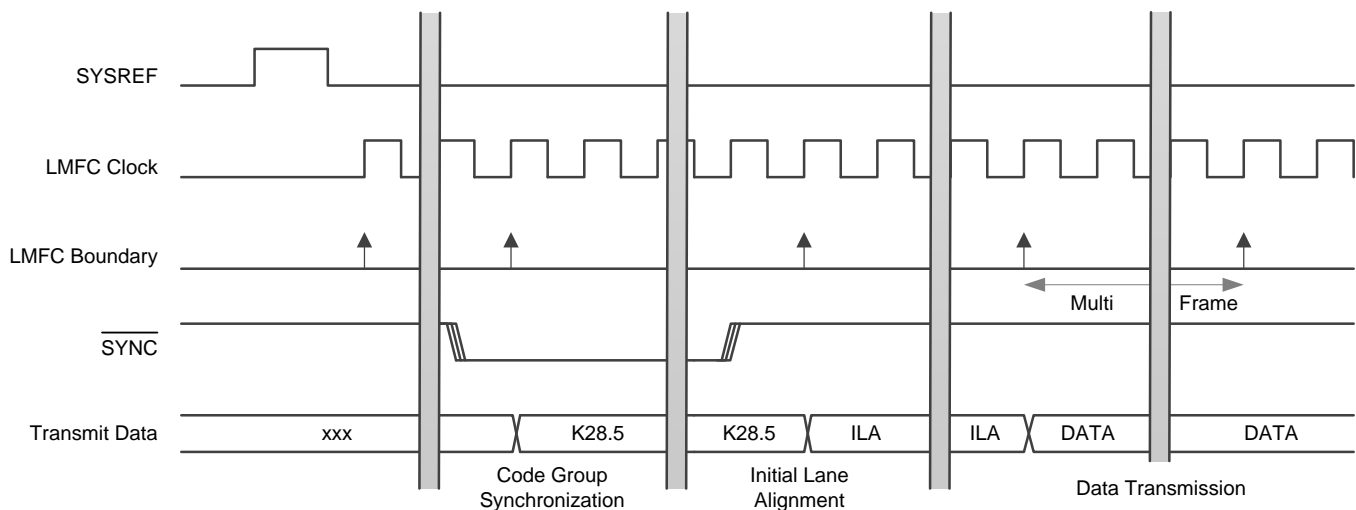 SYSREF
LMFC Clock
LMFC Boundary
Multi Frame
SYNC
Transmit Data
xxx
K28.5
K28.5
ILA
ILA
DATA
DATA
Code Group
Synchronization
Initial Lane
Alignment
Data Transmission